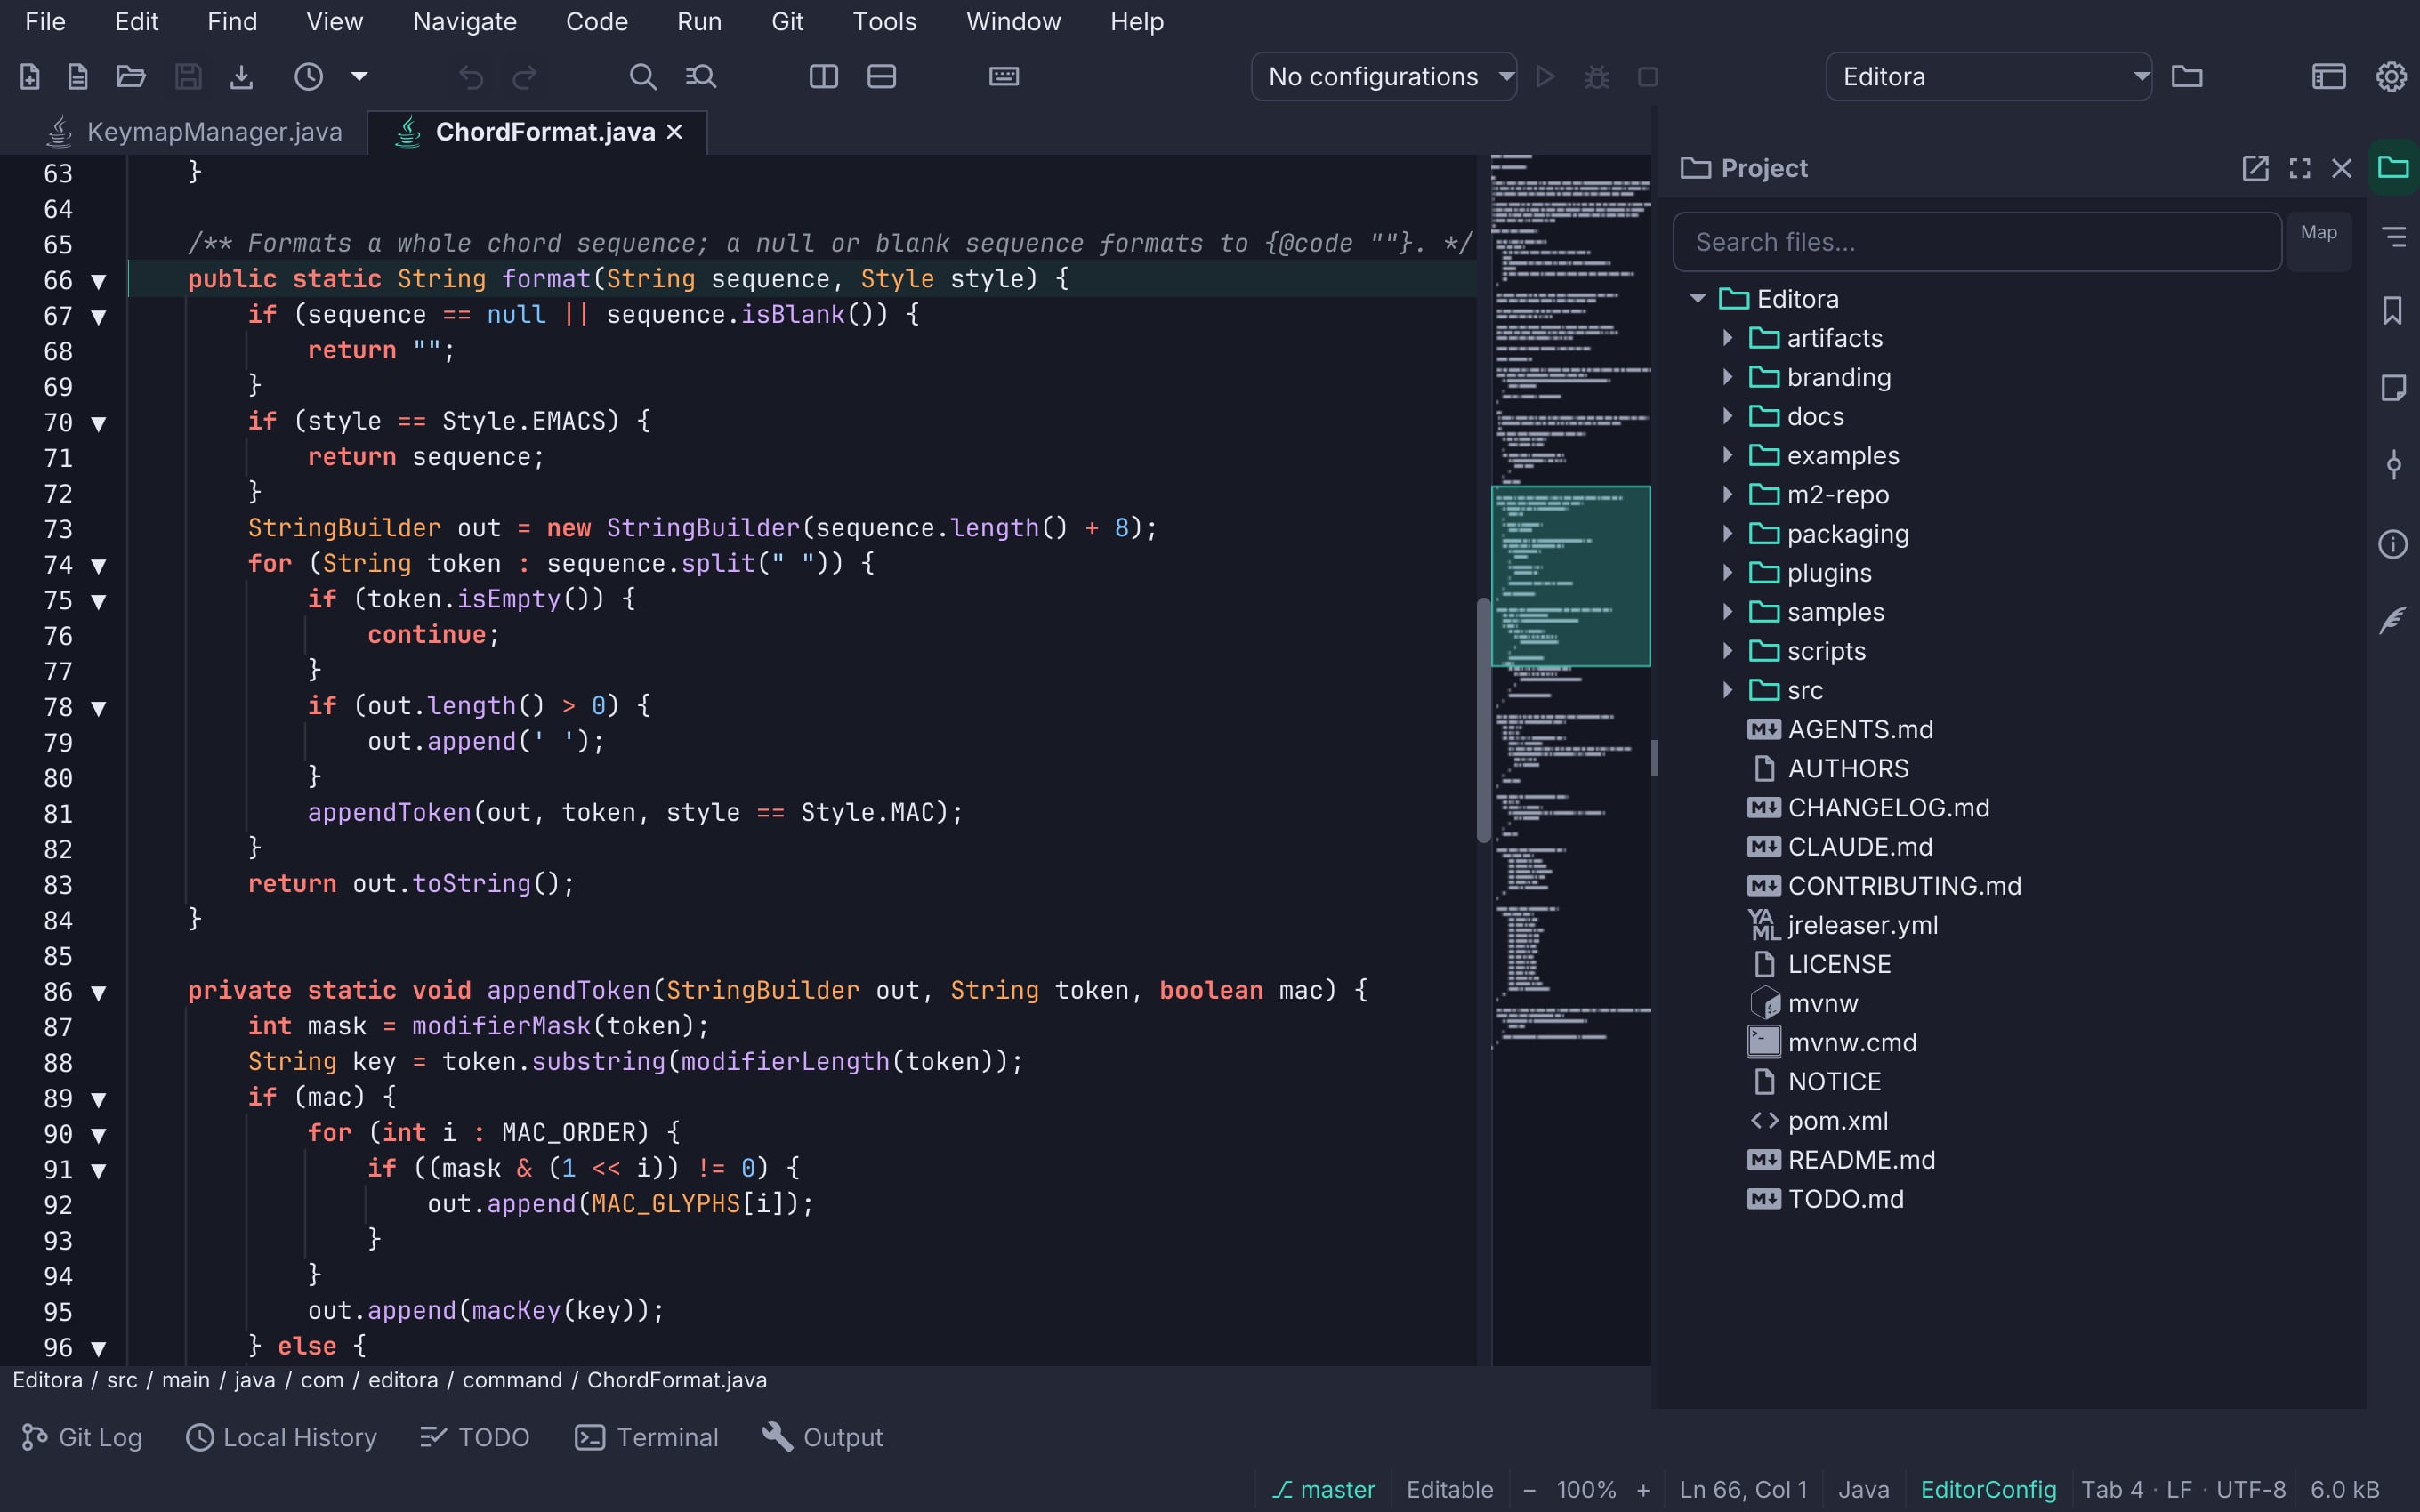 File Edit Find View Navigate Code Run Git Tools Window Help
No configurations Editora
KeymapManager.java ChordFormat.java
63     }
64
65     /** Formats a whole chord sequence; a null or blank sequence formats to {@code ""}. */
66     public static String format(String sequence, Style style) {
67         if (sequence == null || sequence.isBlank()) {
68             return "";
69         }
70         if (style == Style.EMACS) {
71             return sequence;
72         }
73         StringBuilder out = new StringBuilder(sequence.length() + 8);
74         for (String token : sequence.split(" ")) {
75             if (token.isEmpty()) {
76                 continue;
77             }
78             if (out.length() > 0) {
79                 out.append(' ');
80             }
81             appendToken(out, token, style == Style.MAC);
82         }
83         return out.toString();
84     }
85
86     private static void appendToken(StringBuilder out, String token, boolean mac) {
87         int mask = modifierMask(token);
88         String key = token.substring(modifierLength(token));
89         if (mac) {
90             for (int i : MAC_ORDER) {
91                 if ((mask & (1 << i)) != 0) {
92                     out.append(MAC_GLYPHS[i]);
93                 }
94             }
95             out.append(macKey(key));
96         } else {
Editora / src / main / java / com / editora / command / ChordFormat.java
Project
Search files... Map
Editora
artifacts
branding
docs
examples
m2-repo
packaging
plugins
samples
scripts
src
AGENTS.md
AUTHORS
CHANGELOG.md
CLAUDE.md
CONTRIBUTING.md
jreleaser.yml
LICENSE
mvnw
mvnw.cmd
NOTICE
pom.xml
README.md
TODO.md
Git Log Local History TODO Terminal Output
master Editable − 100% + Ln 66, Col 1 Java EditorConfig Tab 4 · LF · UTF-8 6.0 kB